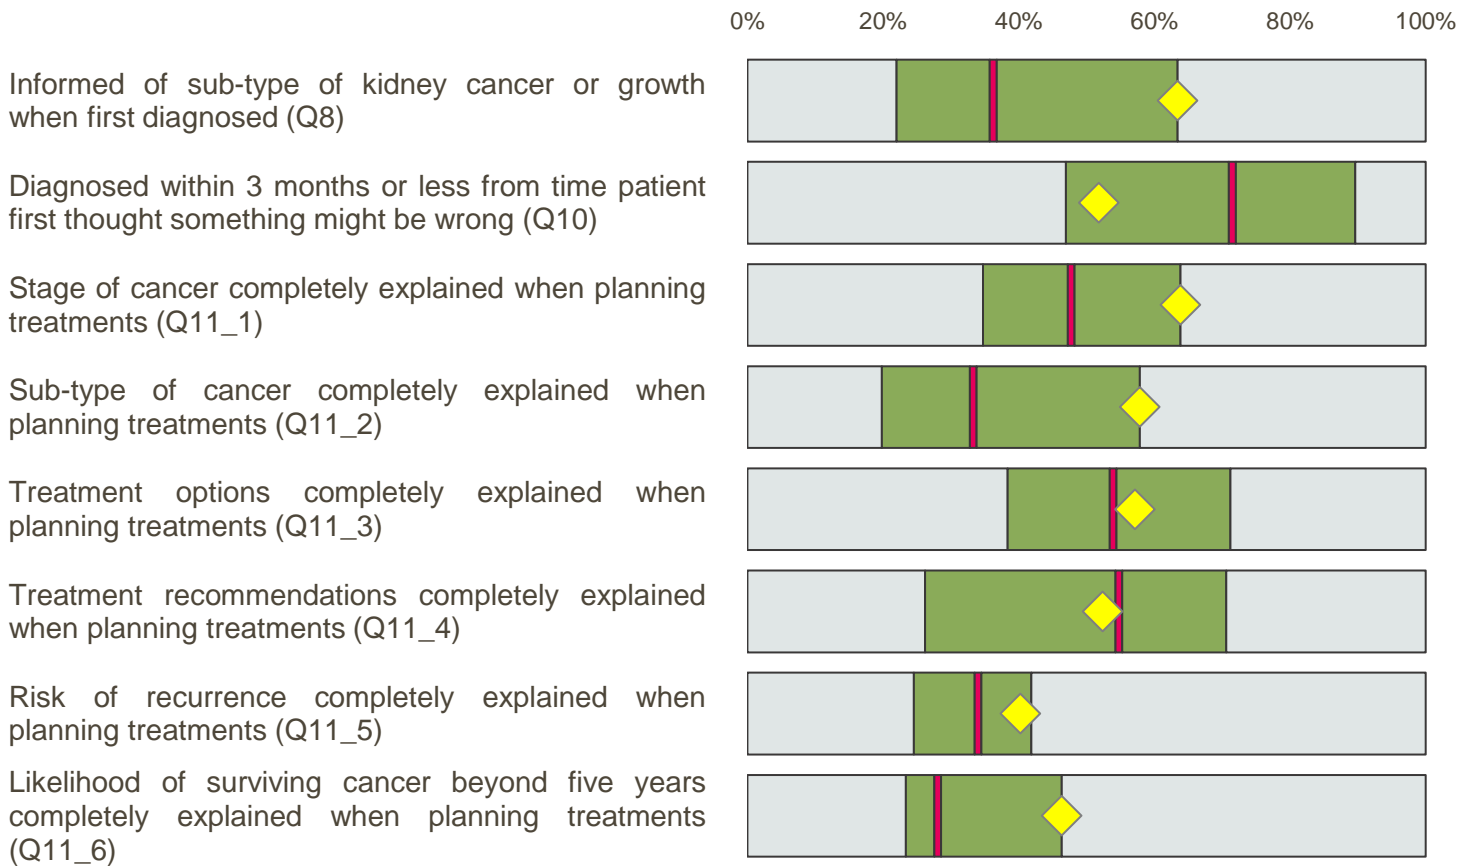 0% 20% 40% 60% 80% 100%
Informed of sub-type of kidney cancer or growth
when first diagnosed (Q8)
Diagnosed within 3 months or less from time patient
first thought something might be wrong (Q10)
Stage of cancer completely explained when planning
treatments (Q11_1)
Sub-type of cancer completely explained when
planning treatments (Q11_2)
Treatment options completely explained when
planning treatments (Q11_3)
Treatment recommendations completely explained
when planning treatments (Q11_4)
Risk of recurrence completely explained when
planning treatments (Q11_5)
Likelihood of surviving cancer beyond five years
completely explained when planning treatments
(Q11_6)